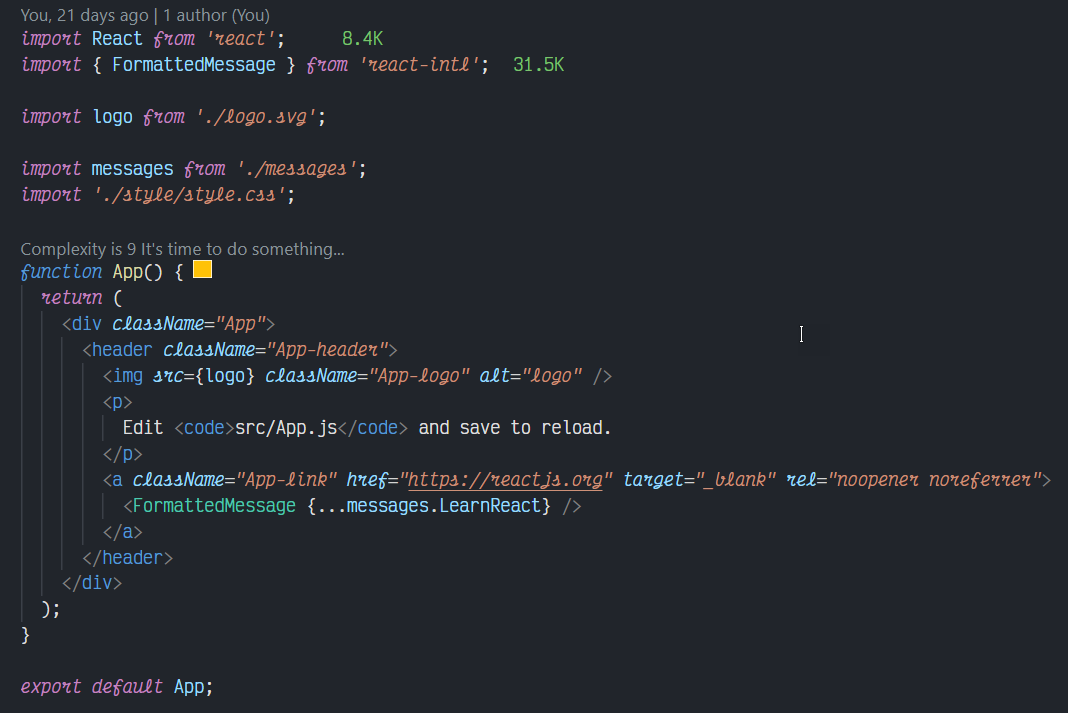 You, 21 days ago | 1 author (You)
import React from 'react'; 8.4K
import { FormattedMessage } from 'react-intl'; 31.5K
import logo from './logo.svg';
import messages from './messages';
import './style/style.css';
Complexity is 9 It's time to do something...
function App() {
return (
<div className="App">
<header className="App-header">
<img src={logo} className="App-logo" alt="logo" />
<p>
Edit <code>src/App.js</code> and save to reload.
</p>
<a className="App-link" href="https://reactjs.org" target="_blank" rel="noopener noreferrer">
<FormattedMessage {...messages.LearnReact} />
</a>
</header>
</div>
);
}
export default App;